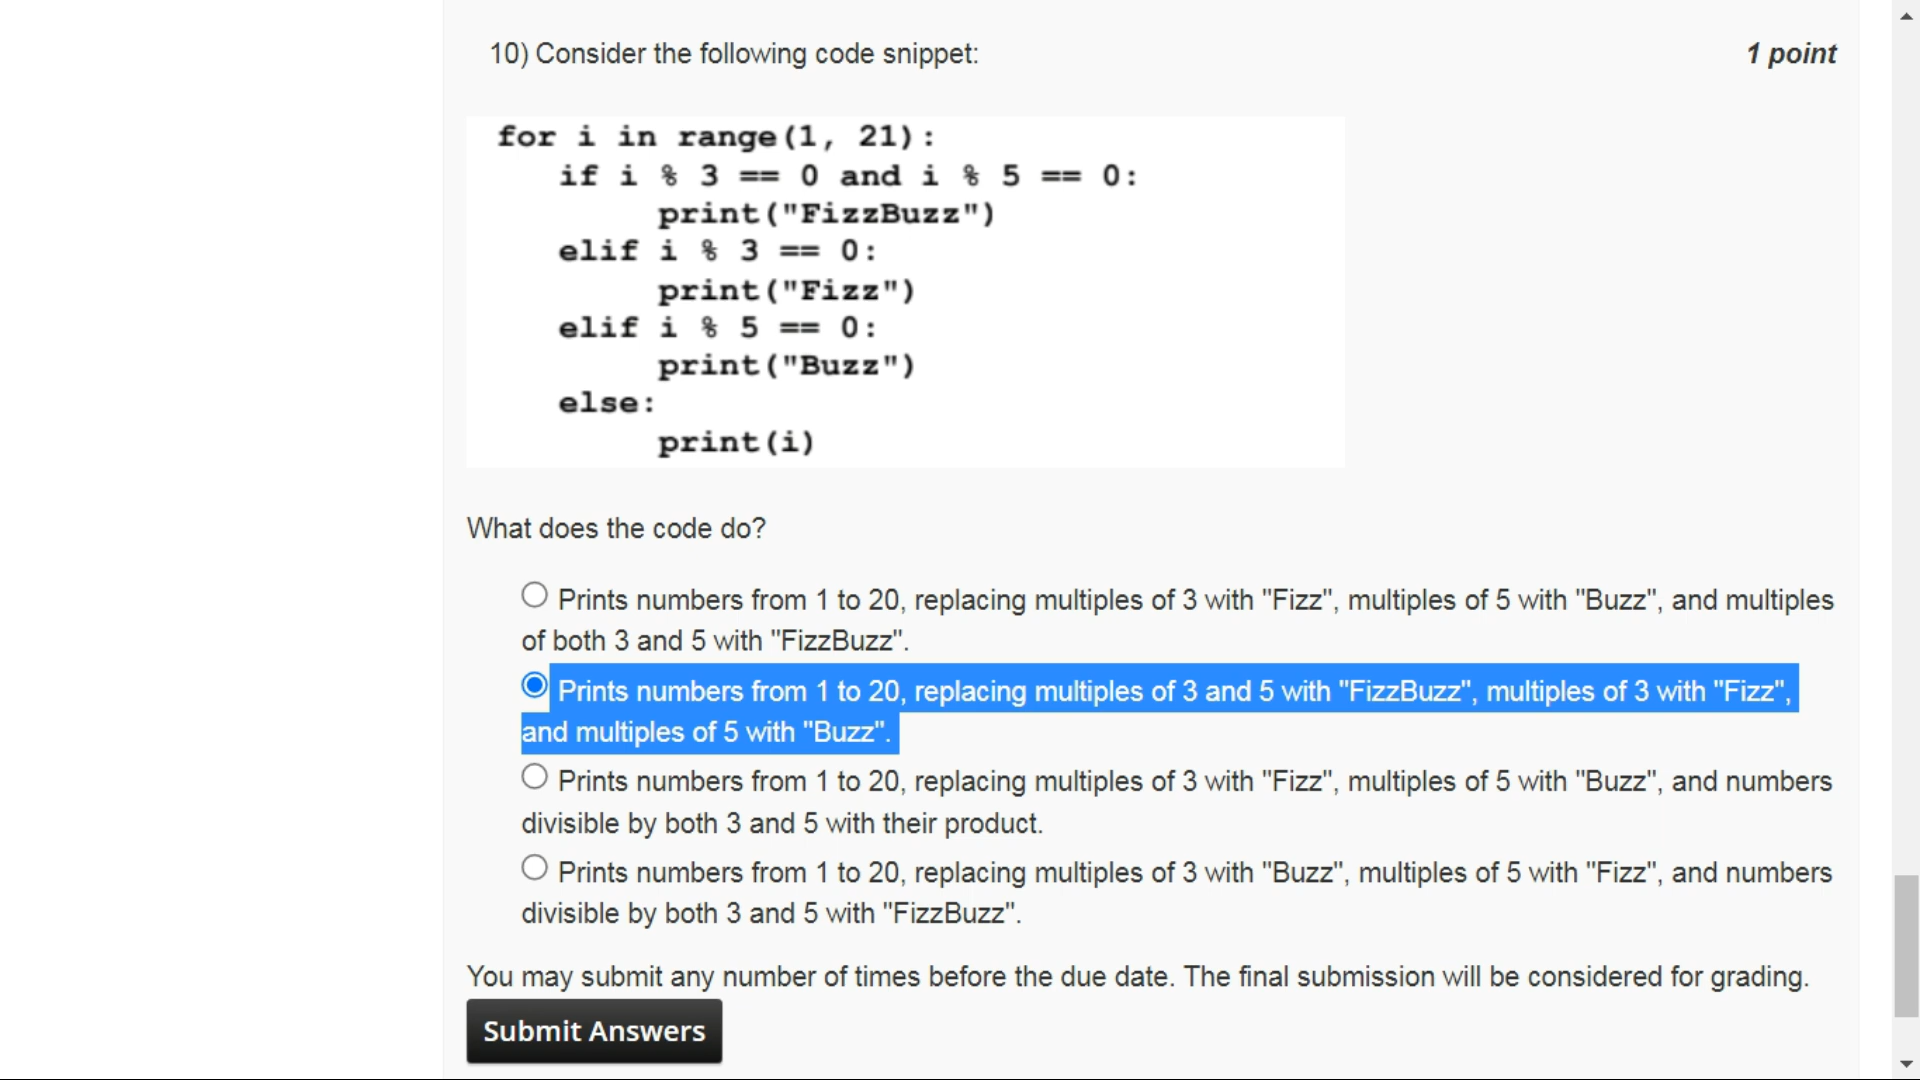 10) Consider the following code snippet:
1 point
for i in range(1, 21):
if i % 3 == 0 and i % 5 == 0:
print("FizzBuzz")
elif i % 3 == 0:
print("Fizz")
elif i % 5 == 0:
print("Buzz")
else:
print(i)
What does the code do?
Prints numbers from 1 to 20, replacing multiples of 3 with "Fizz", multiples of 5 with "Buzz", and multiples
of both 3 and 5 with "FizzBuzz".
Prints numbers from 1 to 20, replacing multiples of 3 and 5 with "FizzBuzz", multiples of 3 with "Fizz",
and multiples of 5 with "Buzz".
Prints numbers from 1 to 20, replacing multiples of 3 with "Fizz", multiples of 5 with "Buzz", and numbers
divisible by both 3 and 5 with their product.
Prints numbers from 1 to 20, replacing multiples of 3 with "Buzz", multiples of 5 with "Fizz", and numbers
divisible by both 3 and 5 with "FizzBuzz".
You may submit any number of times before the due date. The final submission will be considered for grading.
Submit Answers